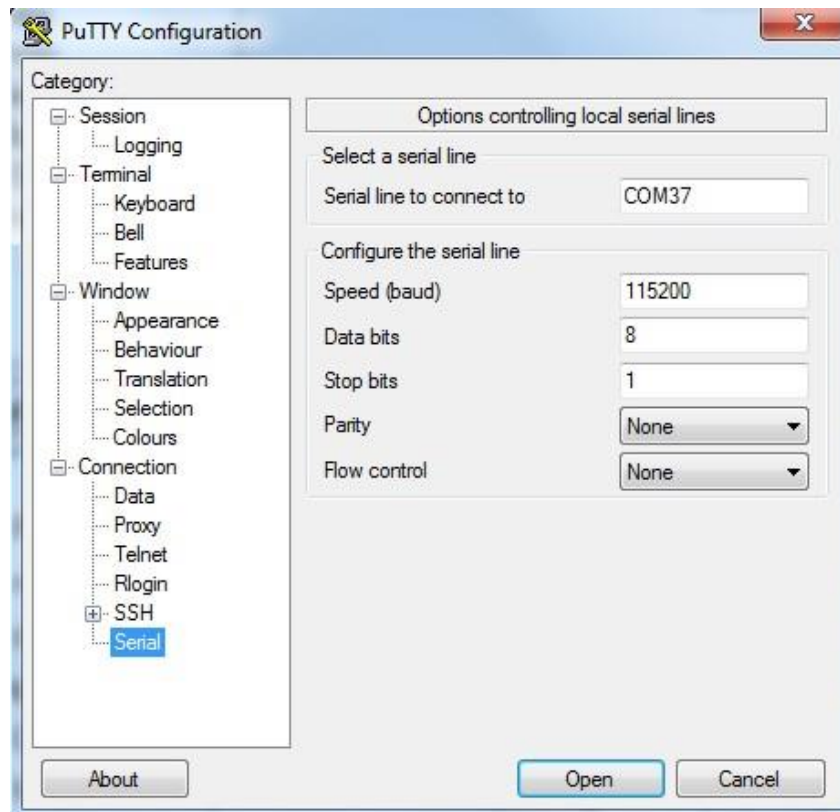 PuTTY Configuration
Category:
Session
Logging
Terminal
Keyboard
Bell
Features
Window
Appearance
Behaviour
Translation
Selection
Colours
Connection
Data
Proxy
Telnet
Rlogin
SSH
Serial
Options controlling local serial lines
Select a serial line
Serial line to connect to COM37
Configure the serial line
Speed (baud) 115200
Data bits 8
Stop bits 1
Parity None
Flow control None
About Open Cancel